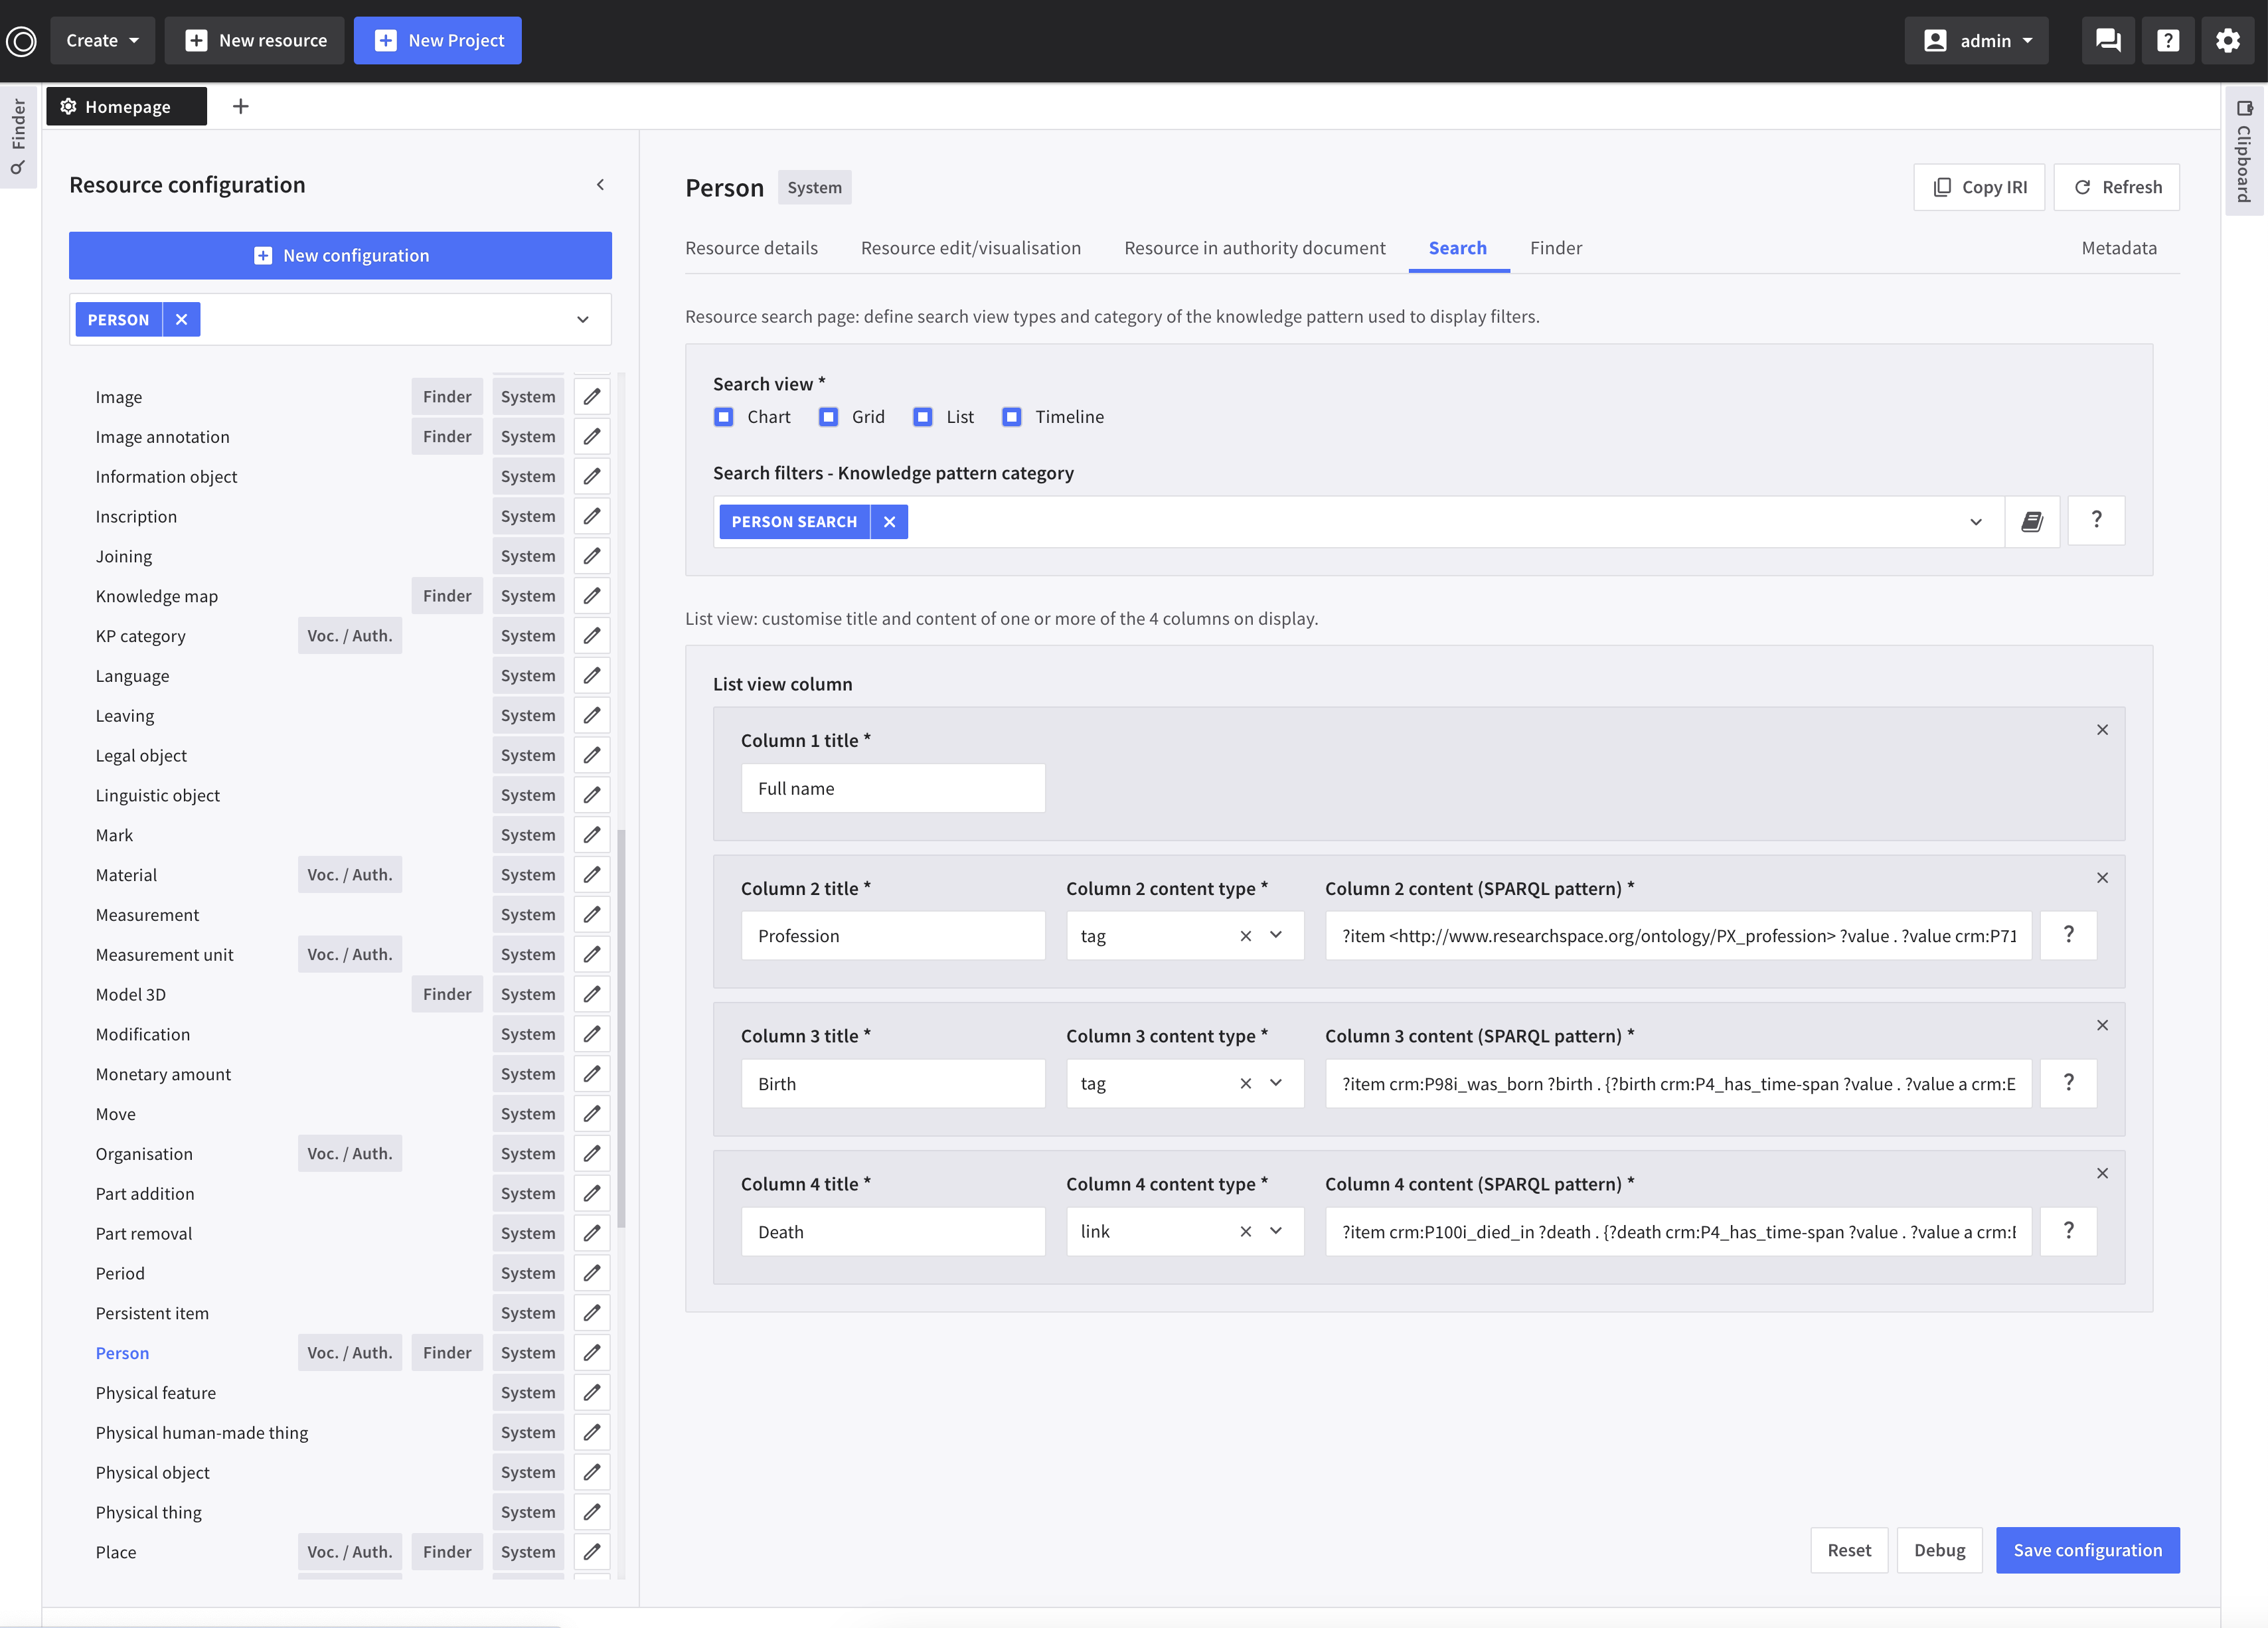 Create
New resource
New Project
admin
Finder
Homepage
Clipboard
Resource configuration
New configuration
PERSON
Image Finder System
Image annotation Finder System
Information object System
Inscription System
Joining System
Knowledge map Finder System
KP category Voc. / Auth. System
Language System
Leaving System
Legal object System
Linguistic object System
Mark System
Material Voc. / Auth. System
Measurement System
Measurement unit Voc. / Auth. System
Model 3D Finder System
Modification System
Monetary amount System
Move System
Organisation Voc. / Auth. System
Part addition System
Part removal System
Period System
Persistent item System
Person Voc. / Auth. Finder System
Physical feature System
Physical human-made thing System
Physical object System
Physical thing System
Place Voc. / Auth. Finder System
Person System
Copy IRI Refresh
Resource details Resource edit/visualisation Resource in authority document Search Finder Metadata
Resource search page: define search view types and category of the knowledge pattern used to display filters.
Search view *
Chart Grid List Timeline
Search filters - Knowledge pattern category
PERSON SEARCH
?
List view: customise title and content of one or more of the 4 columns on display.
List view column
Column 1 title *
Full name
Column 2 title * Column 2 content type * Column 2 content (SPARQL pattern) *
Profession tag ?item <http://www.researchspace.org/ontology/PX_profession> ?value . ?value crm:P71 ?
Column 3 title * Column 3 content type * Column 3 content (SPARQL pattern) *
Birth tag ?item crm:P98i_was_born ?birth . {?birth crm:P4_has_time-span ?value . ?value a crm:E ?
Column 4 title * Column 4 content type * Column 4 content (SPARQL pattern) *
Death link ?item crm:P100i_died_in ?death . {?death crm:P4_has_time-span ?value . ?value a crm: ?
Reset Debug Save configuration